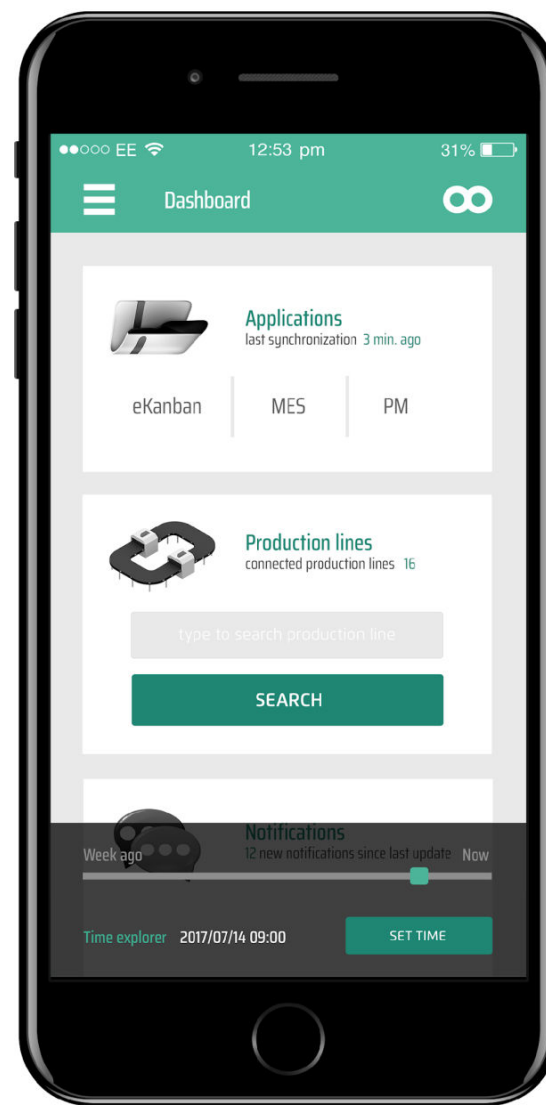 EE 12:53 pm 31%
Dashboard
Applications
last synchronization 3 min. ago
eKanban MES PM
Production lines
connected production lines 16
type to search production line
SEARCH
Notifications
12 new notifications since last update
Week ago Now
Time explorer 2017/07/14 09:00 SET TIME